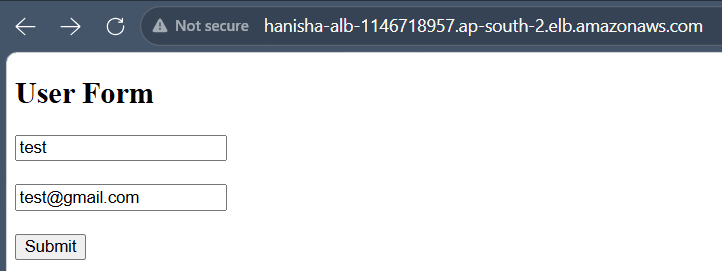 Not secure hanisha-alb-1146718957.ap-south-2.elb.amazonaws.com
User Form
test
test@gmail.com
Submit